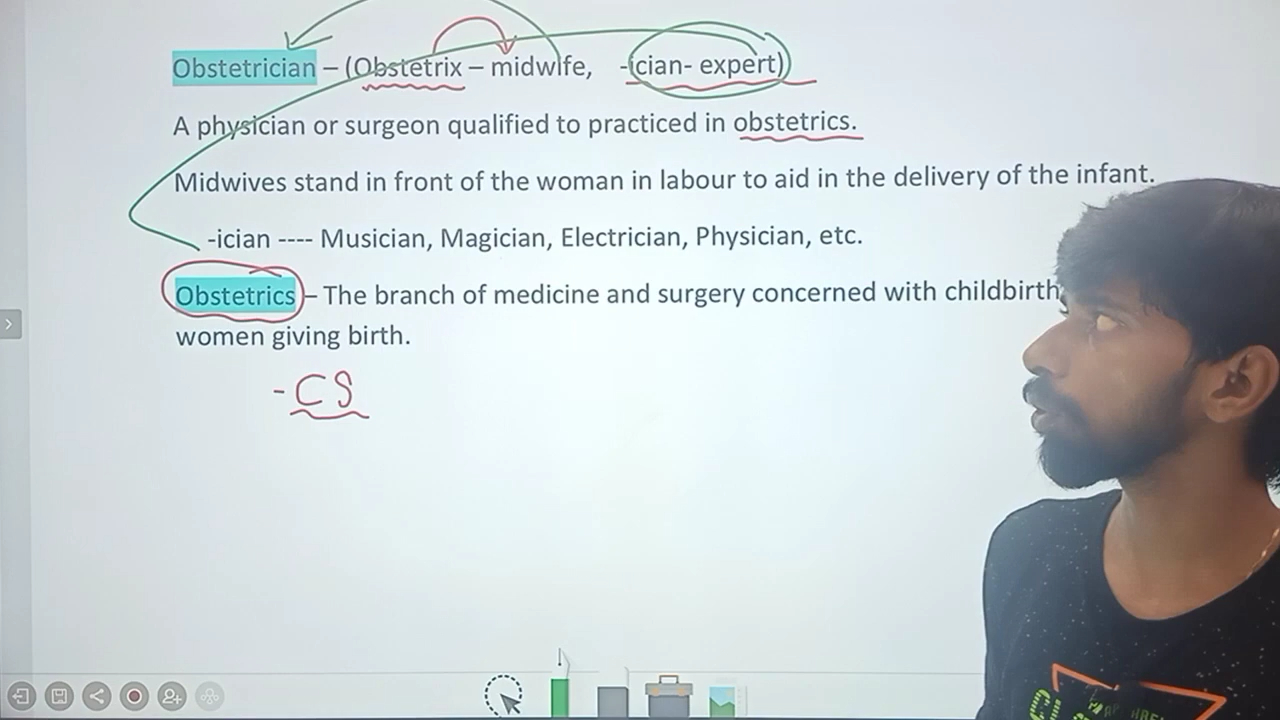 Obstetrician – (Obstetrix – midwife, -ician- expert)
A physician or surgeon qualified to practiced in obstetrics.
Midwives stand in front of the woman in labour to aid in the delivery of the infant.
-ician ---- Musician, Magician, Electrician, Physician, etc.
Obstetrics – The branch of medicine and surgery concerned with childbirth
women giving birth.
- CS